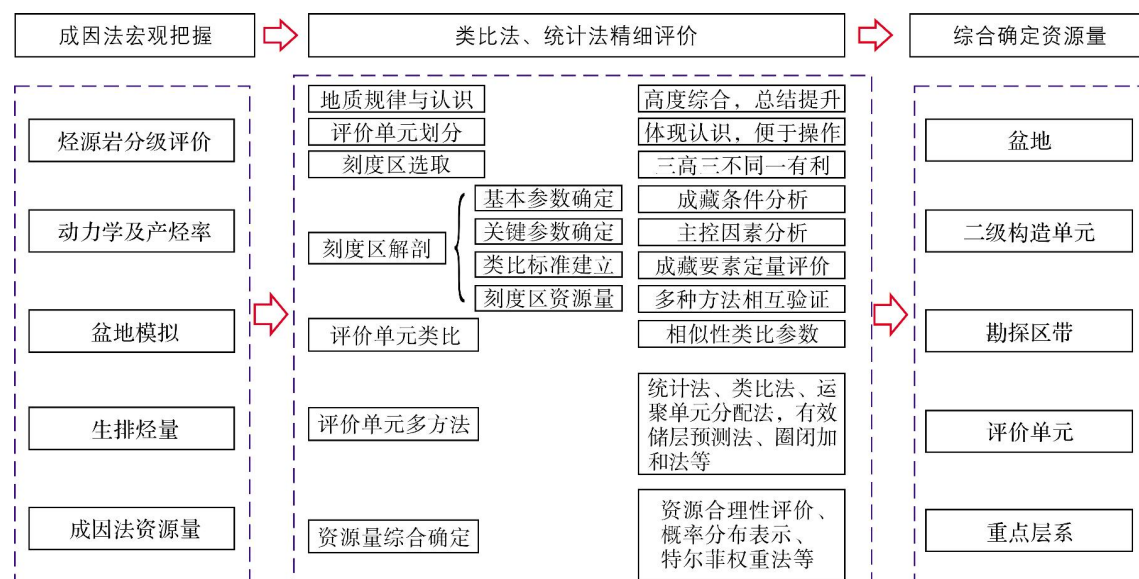 成因法宏观把握
类比法、统计法精细评价
综合确定资源量
烃源岩分级评价
动力学及产烃率
盆地模拟
生排烃量
成因法资源量
地质规律与认识
高度综合，总结提升
评价单元划分
体现认识，便于操作
刻度区选取
三高三不同一有利
刻度区解剖
基本参数确定
成藏条件分析
关键参数确定
主控因素分析
类比标准建立
成藏要素定量评价
刻度区资源量
多种方法相互验证
评价单元类比
相似性类比参数
评价单元多方法
统计法、类比法、运
聚单元分配法，有效
储层预测法、圈闭加
和法等
资源量综合确定
资源合理性评价、
概率分布表示、
特尔菲权重法等
盆地
二级构造单元
勘探区带
评价单元
重点层系